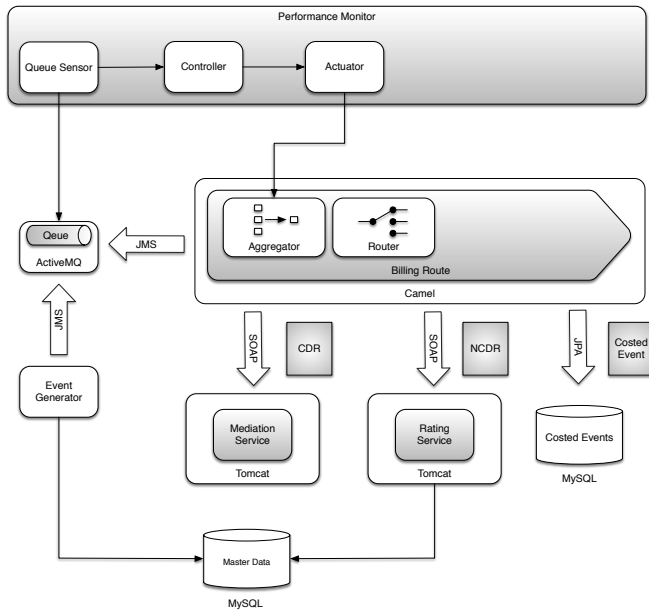 Performance Monitor
Queue Sensor
Controller
Actuator
Qeue
ActiveMQ
JMS
Aggregator
Router
Billing Route
Camel
JMS
SOAP
CDR
SOAP
NCDR
JPA
Costed
Event
Event
Generator
Mediation
Service
Tomcat
Rating
Service
Tomcat
Costed Events
MySQL
Master Data
MySQL